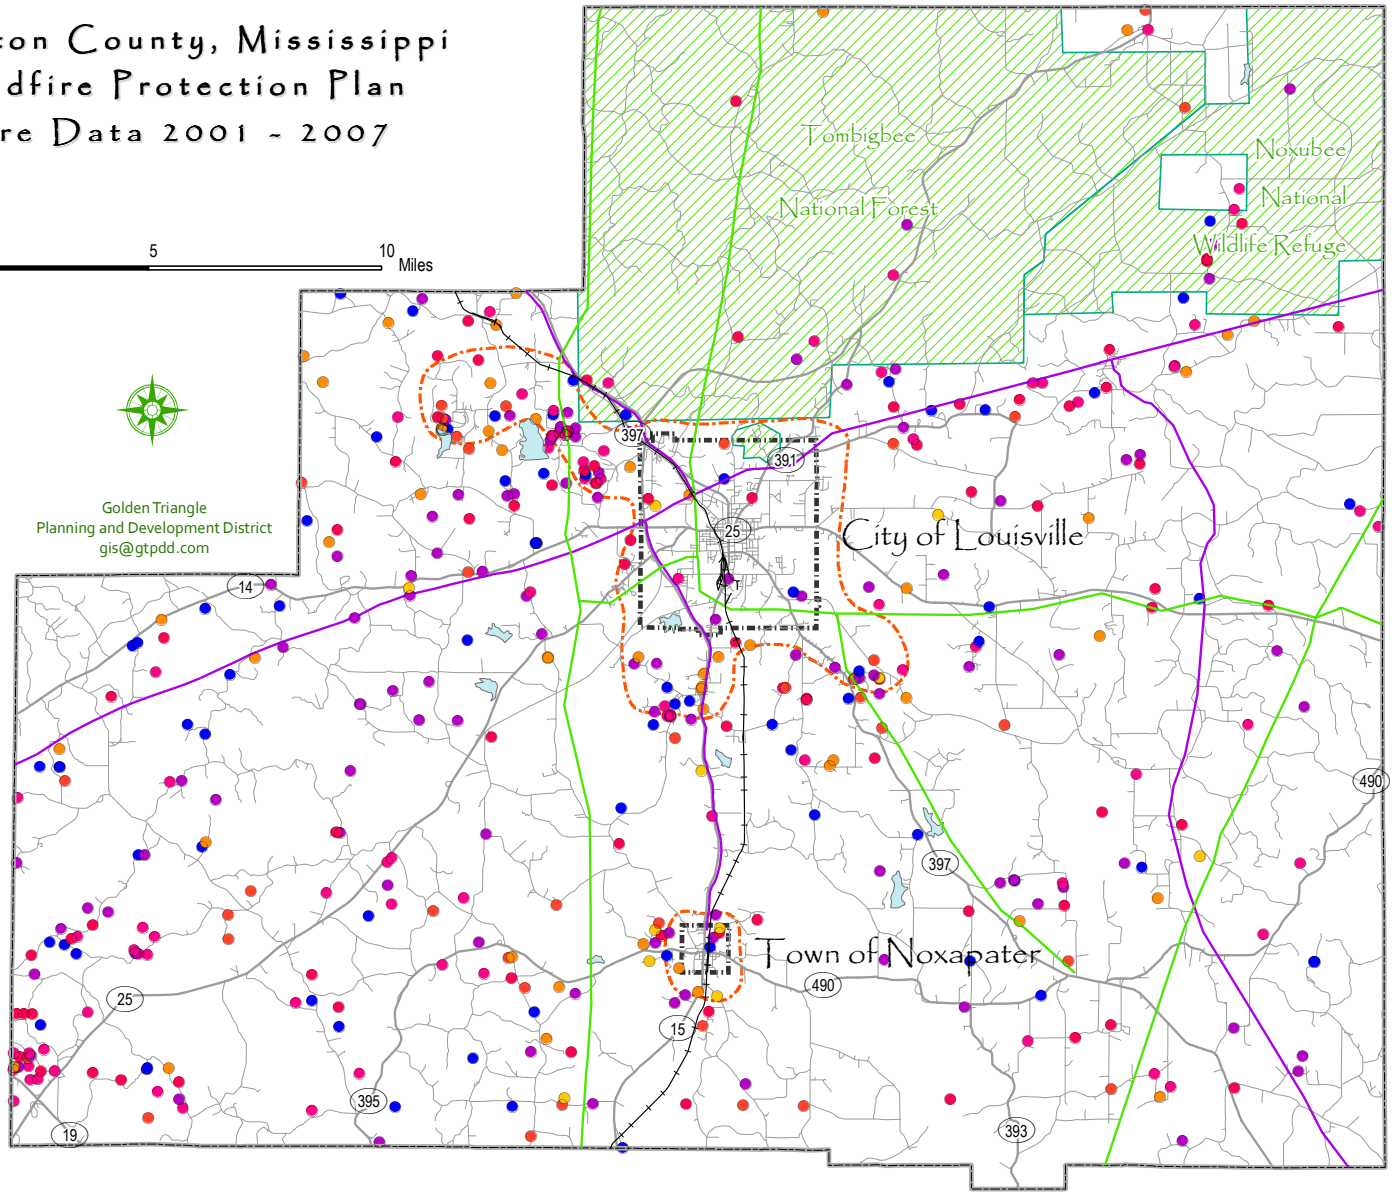 ton County, Mississippi
dfire Protection Plan
re Data 2001 - 2007
5
10
Miles
Tombigbee
National Forest
Noxubee
National
Wildlife Refuge
Golden Triangle
Planning and Development District
gis@gtpdd.com
397
391
25
City of Louisville
14
490
397
Town of Noxapater
490
25
15
395
19
393